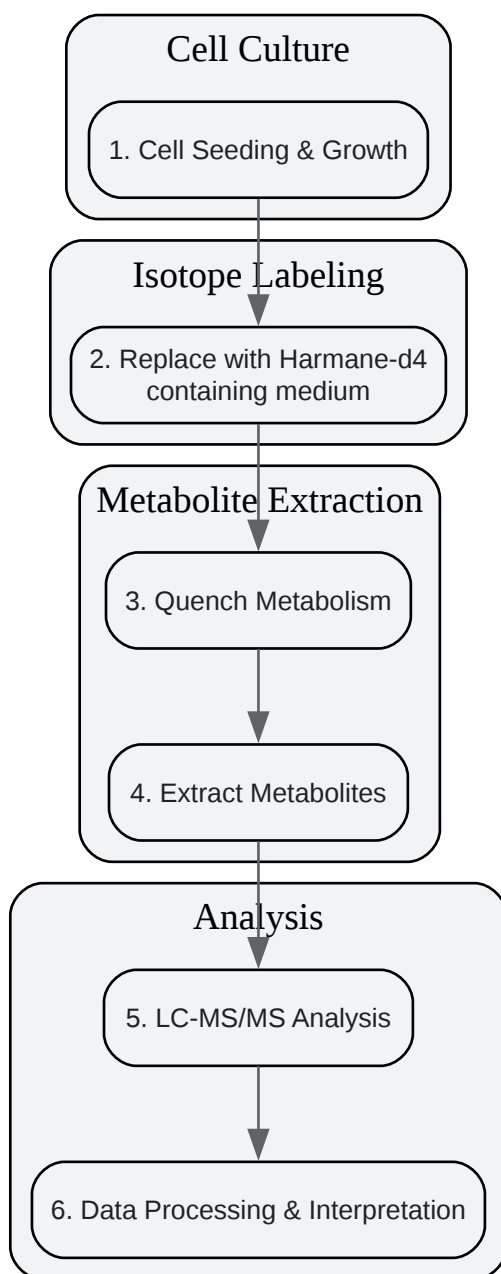 Cell Culture
1. Cell Seeding & Growth
Isotope Labeling
2. Replace with Harmane-d4
containing medium
Metabolite Extraction
3. Quench Metabolism
4. Extract Metabolites
Analysis
5. LC-MS/MS Analysis
6. Data Processing & Interpretation